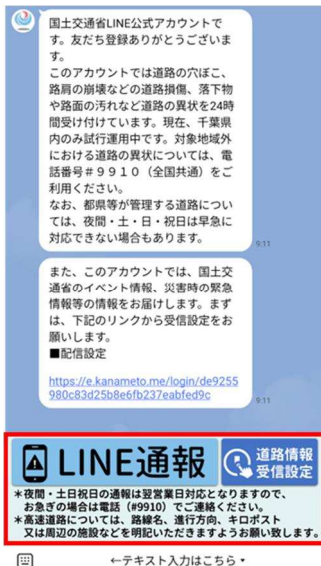 国土交通省LINE公式アカウントで
す。友だち登録ありがとうございま
す。
このアカウントでは道路の穴ぼこ、
路肩の崩壊などの道路損傷、落下物
や路面の汚れなど道路の異状を24時
間受け付けています。現在、千葉県
内のみ試行運用中です。対象地域外
における道路の異状については、電
話番号＃９９１０（全国共通）をご
利用ください。
なお、都県等が管理する道路につい
ては、夜間・土・日・祝日は早急に
対応できない場合もあります。
9:11
また、このアカウントでは、国土交
通省のイベント情報、災害時の緊急
情報等の情報をお届けします。まず
は、下記のリンクから受信設定をお
願いします。
■配信設定
https://e.kanameto.me/login/de9255
980c83d25b8e6fb237eabfed9c
9:11
LINE通報
道路情報
受信設定
＊夜間・土日祝日の通報は翌営業日対応となりますので、
お急ぎの場合は電話（#9910）でご連絡ください。
＊高速道路については、路線名、進行方向、キロポスト
又は周辺の施設などを明記いただきますようお願い致します。
←テキスト入力はこちら▾